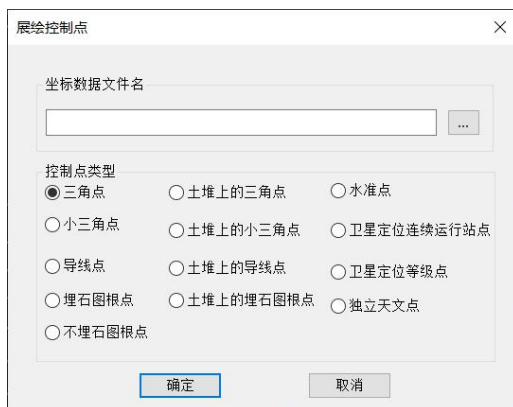 展绘控制点
坐标数据文件名
...
控制点类型
三角点 土堆上的三角点 水准点
小三角点 土堆上的小三角点 卫星定位连续运行站点
导线点 土堆上的导线点 卫星定位等级点
埋石图根点 土堆上的埋石图根点 独立天文点
不埋石图根点
确定 取消